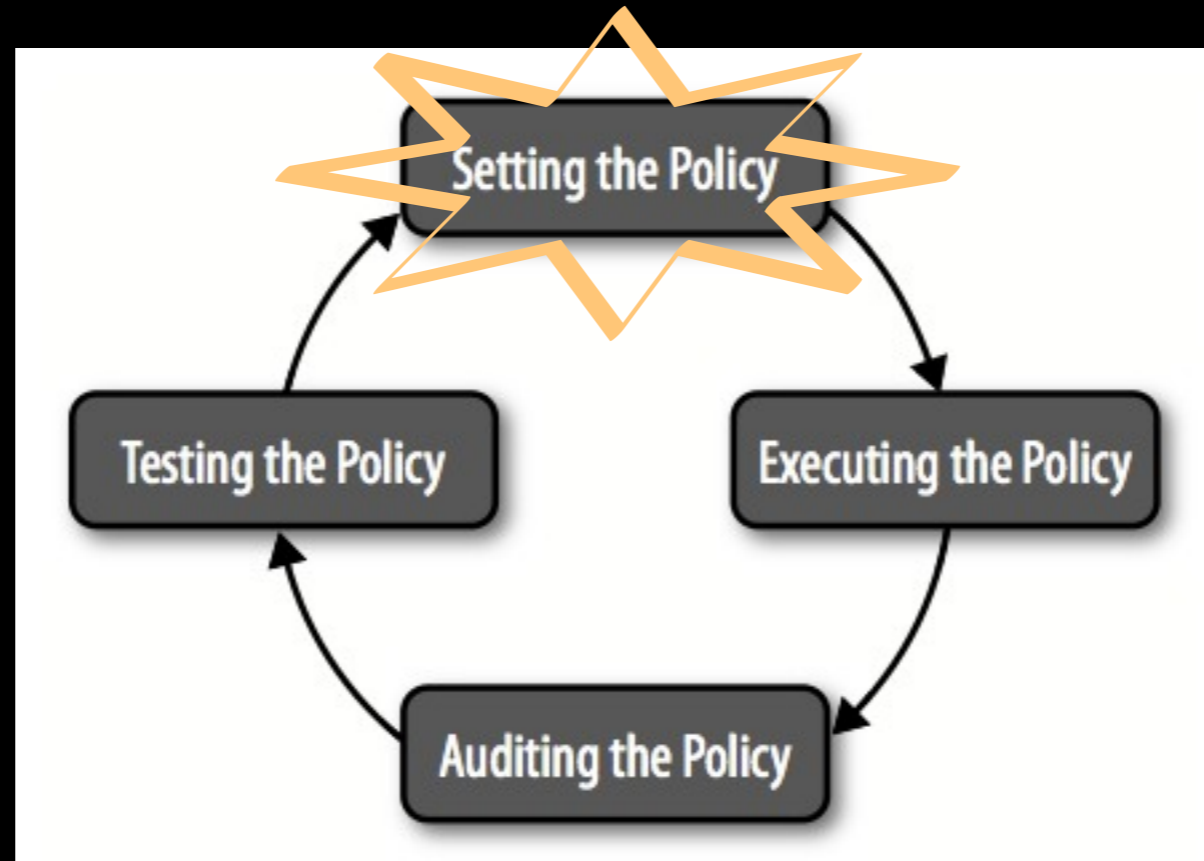 Setting the Policy
Testing the Policy
Executing the Policy
Auditing the Policy